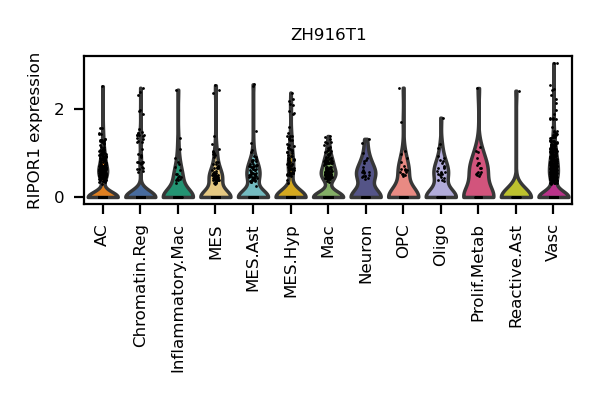 ZH916T1
RIPOR1 expression
2
0
AC
Chromatin.Reg
Inflammatory.Mac
MES
MES.Ast
MES.Hyp
Mac
Neuron
OPC
Oligo
Prolif.Metab
Reactive.Ast
Vasc